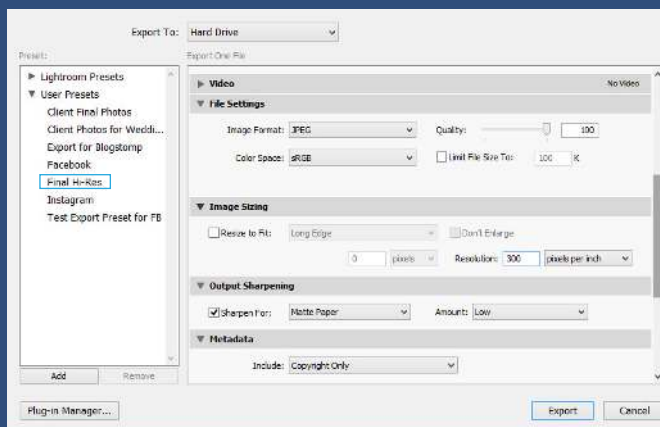 Export To: Hard Drive
Preset: Export One File
Lightroom Presets
User Presets
Client Final Photos
Client Photos for Weddi...
Export for Blogstomp
Facebook
Final Hi-Res
Instagram
Test Export Preset for FB
Add Remove
Video No Video
File Settings
Image Format: JPEG Quality: 100
Color Space: sRGB Limit File Size To: 100 K
Image Sizing
Resize to Fit: Long Edge Don't Enlarge
0 pixels Resolution: 300 pixels per inch
Output Sharpening
Sharpen For: Matte Paper Amount: Low
Metadata
Include: Copyright Only
Plug-in Manager... Export Cancel